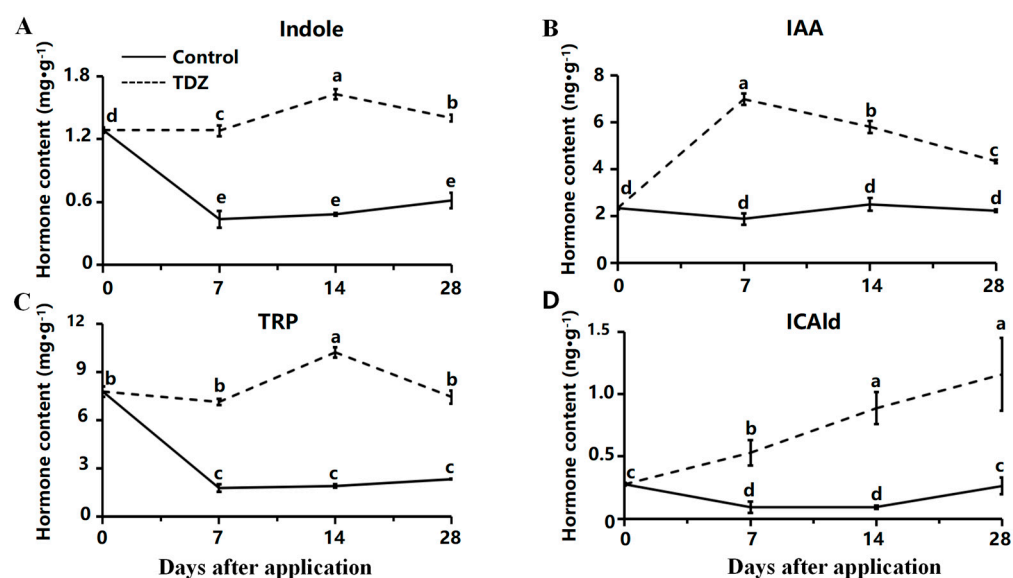 A
Indole
Control
TDZ
Hormone content (mg•g⁻¹)
1.8
1.2
0.6
0
d
c
a
b
e
e
e
0
7
14
28
B
IAA
Hormone content (ng•g⁻¹)
8
6
4
2
0
d
a
b
c
d
d
d
0
7
14
28
C
TRP
Hormone content (mg•g⁻¹)
12
9
6
3
0
b
b
a
b
c
c
c
0
7
14
28
Days after application
D
ICAld
Hormone content (ng•g⁻¹)
1.5
1.0
0.5
0
c
b
a
a
d
d
c
0
7
14
28
Days after application